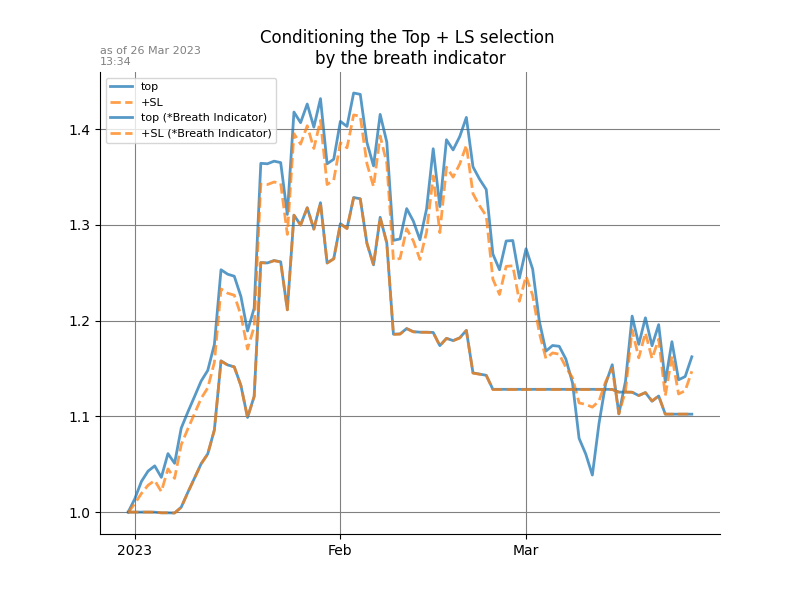 Conditioning the Top + LS selection
by the breath indicator
as of 26 Mar 2023
13:34
top
+SL
top (*Breath Indicator)
+SL (*Breath Indicator)
1.4
1.3
1.2
1.1
1.0
2023
Feb
Mar